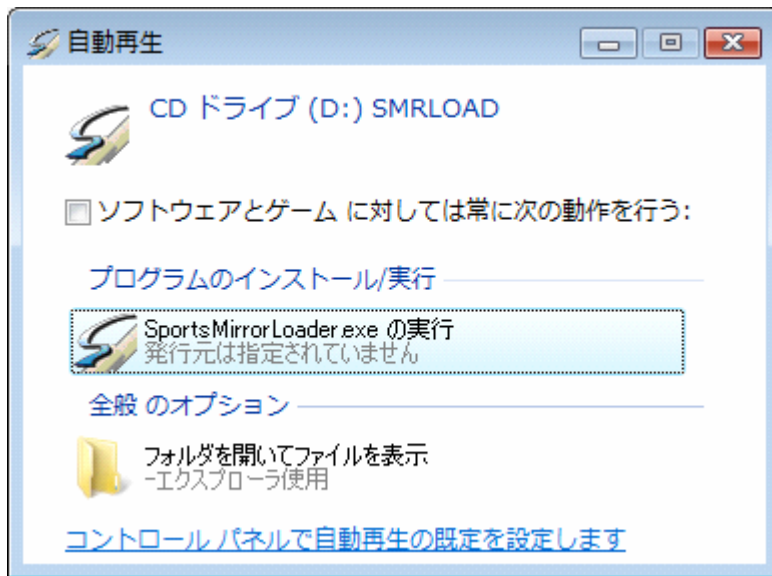 自動再生
CD ドライブ (D:) SMRLOAD
ソフトウェアとゲーム に対しては常に次の動作を行う:
プログラムのインストール/実行
SportsMirrorLoader.exe の実行
発行元は指定されていません
全般 のオプション
フォルダを開いてファイルを表示
-エクスプローラ使用
コントロール パネルで自動再生の既定を設定します